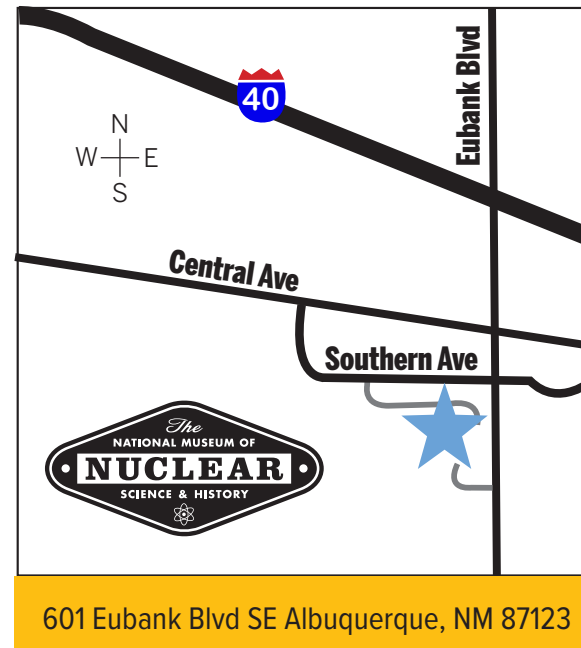 Eubank Blvd
40
N
W E
S
Central Ave
Southern Ave
The
NATIONAL MUSEUM OF
NUCLEAR
SCIENCE & HISTORY
601 Eubank Blvd SE Albuquerque, NM 87123